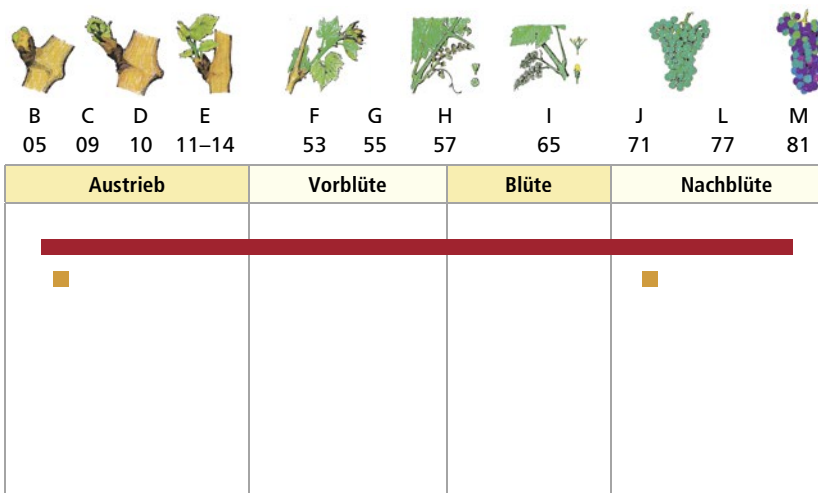 B C D E F G H I J L M
05 09 10 11–14 53 55 57 65 71 77 81
Austrieb Vorblüte Blüte Nachblüte